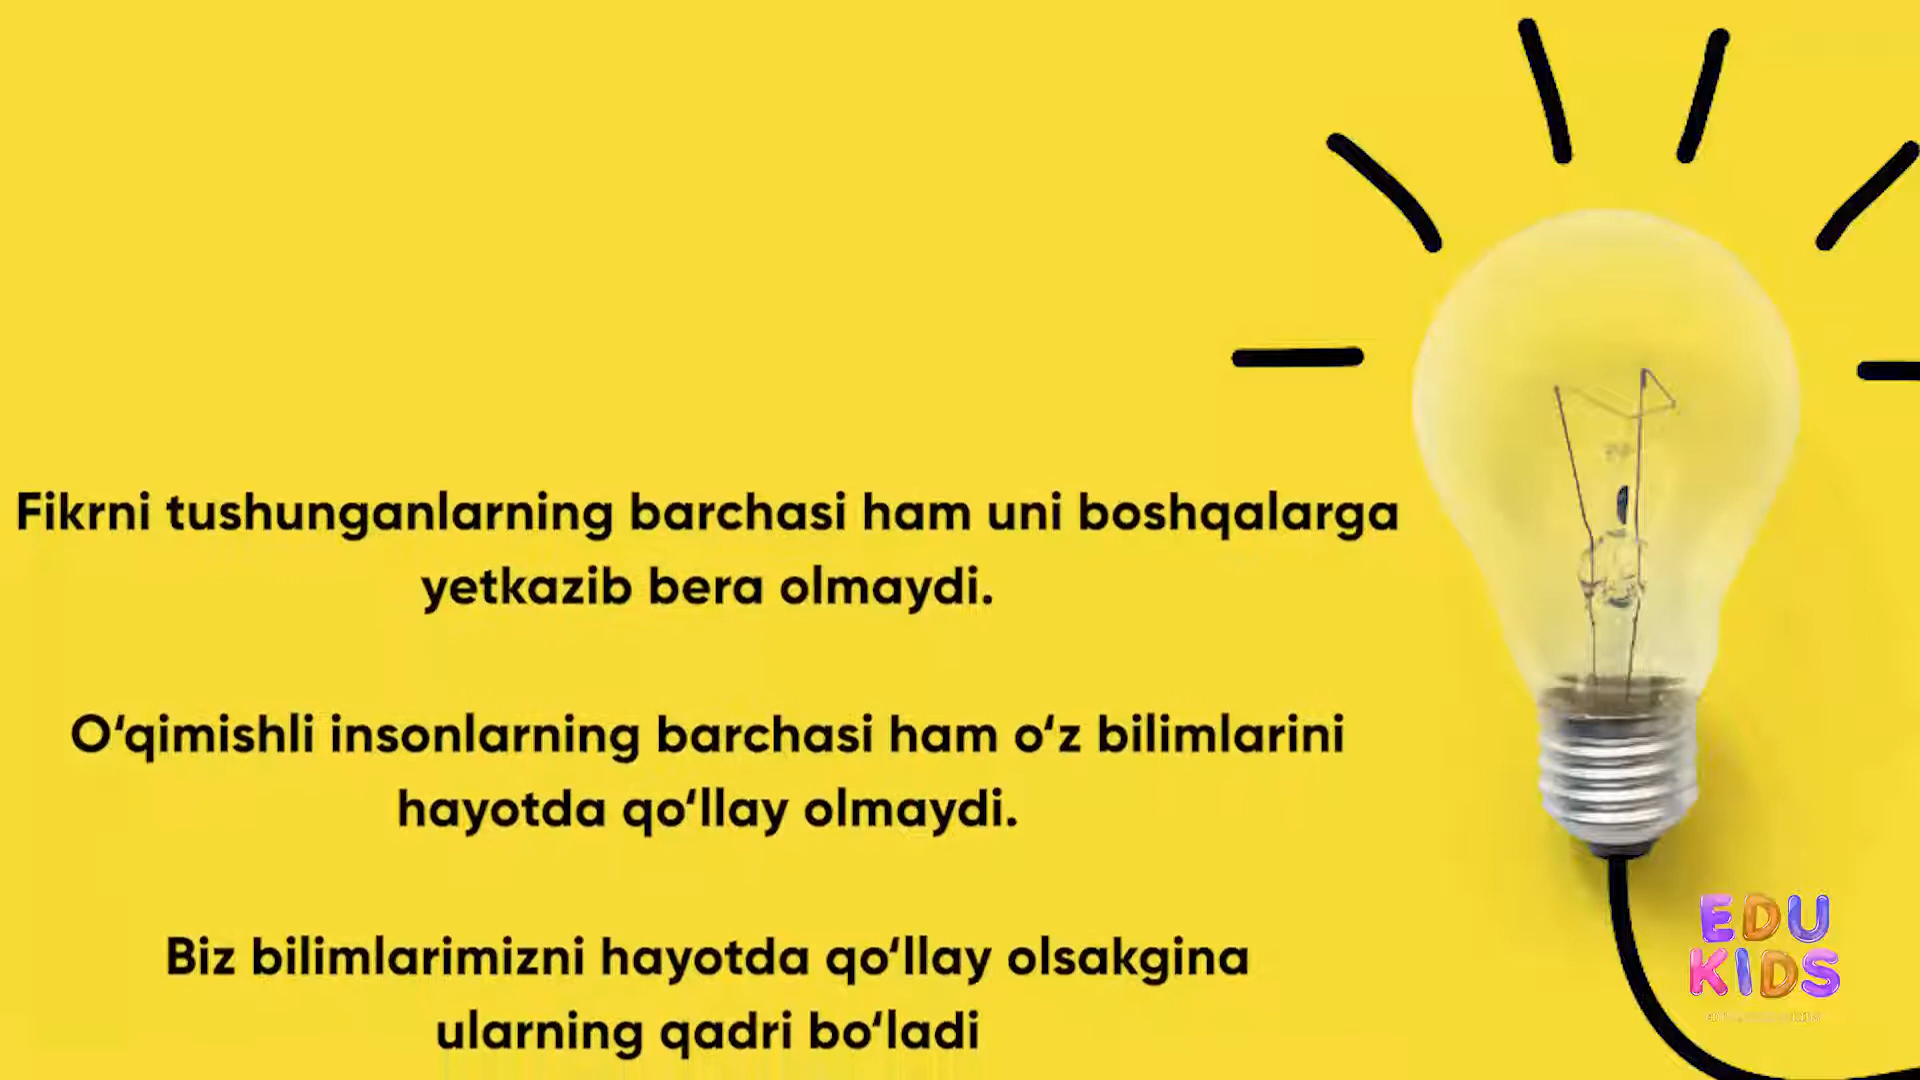 Fikrni tushunganlarning barchasi ham uni boshqalarga
yetkazib bera olmaydi.
O‘qimishli insonlarning barchasi ham o‘z bilimlarini
hayotda qo‘llay olmaydi.
Biz bilimlarimizni hayotda qo‘llay olsakgina
ularning qadri bo‘ladi
EDU
KIDS